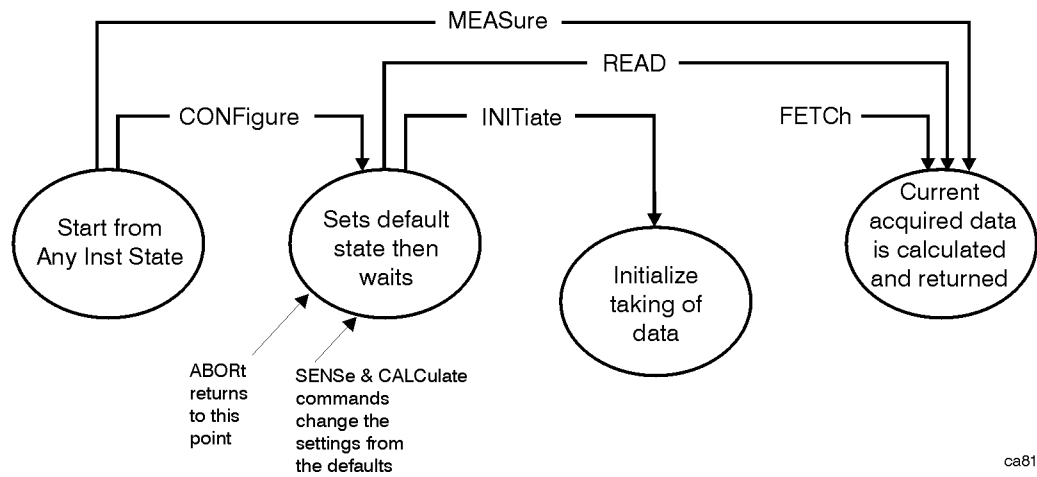 MEASure
READ
CONFigure
INITiate
FETCh
Start from
Any Inst State
Sets default
state then
waits
Initialize
taking of
data
Current
acquired data
is calculated
and returned
ABORt
returns
to this
point
SENSe & CALCulate
commands
change the
settings from
the defaults
ca81